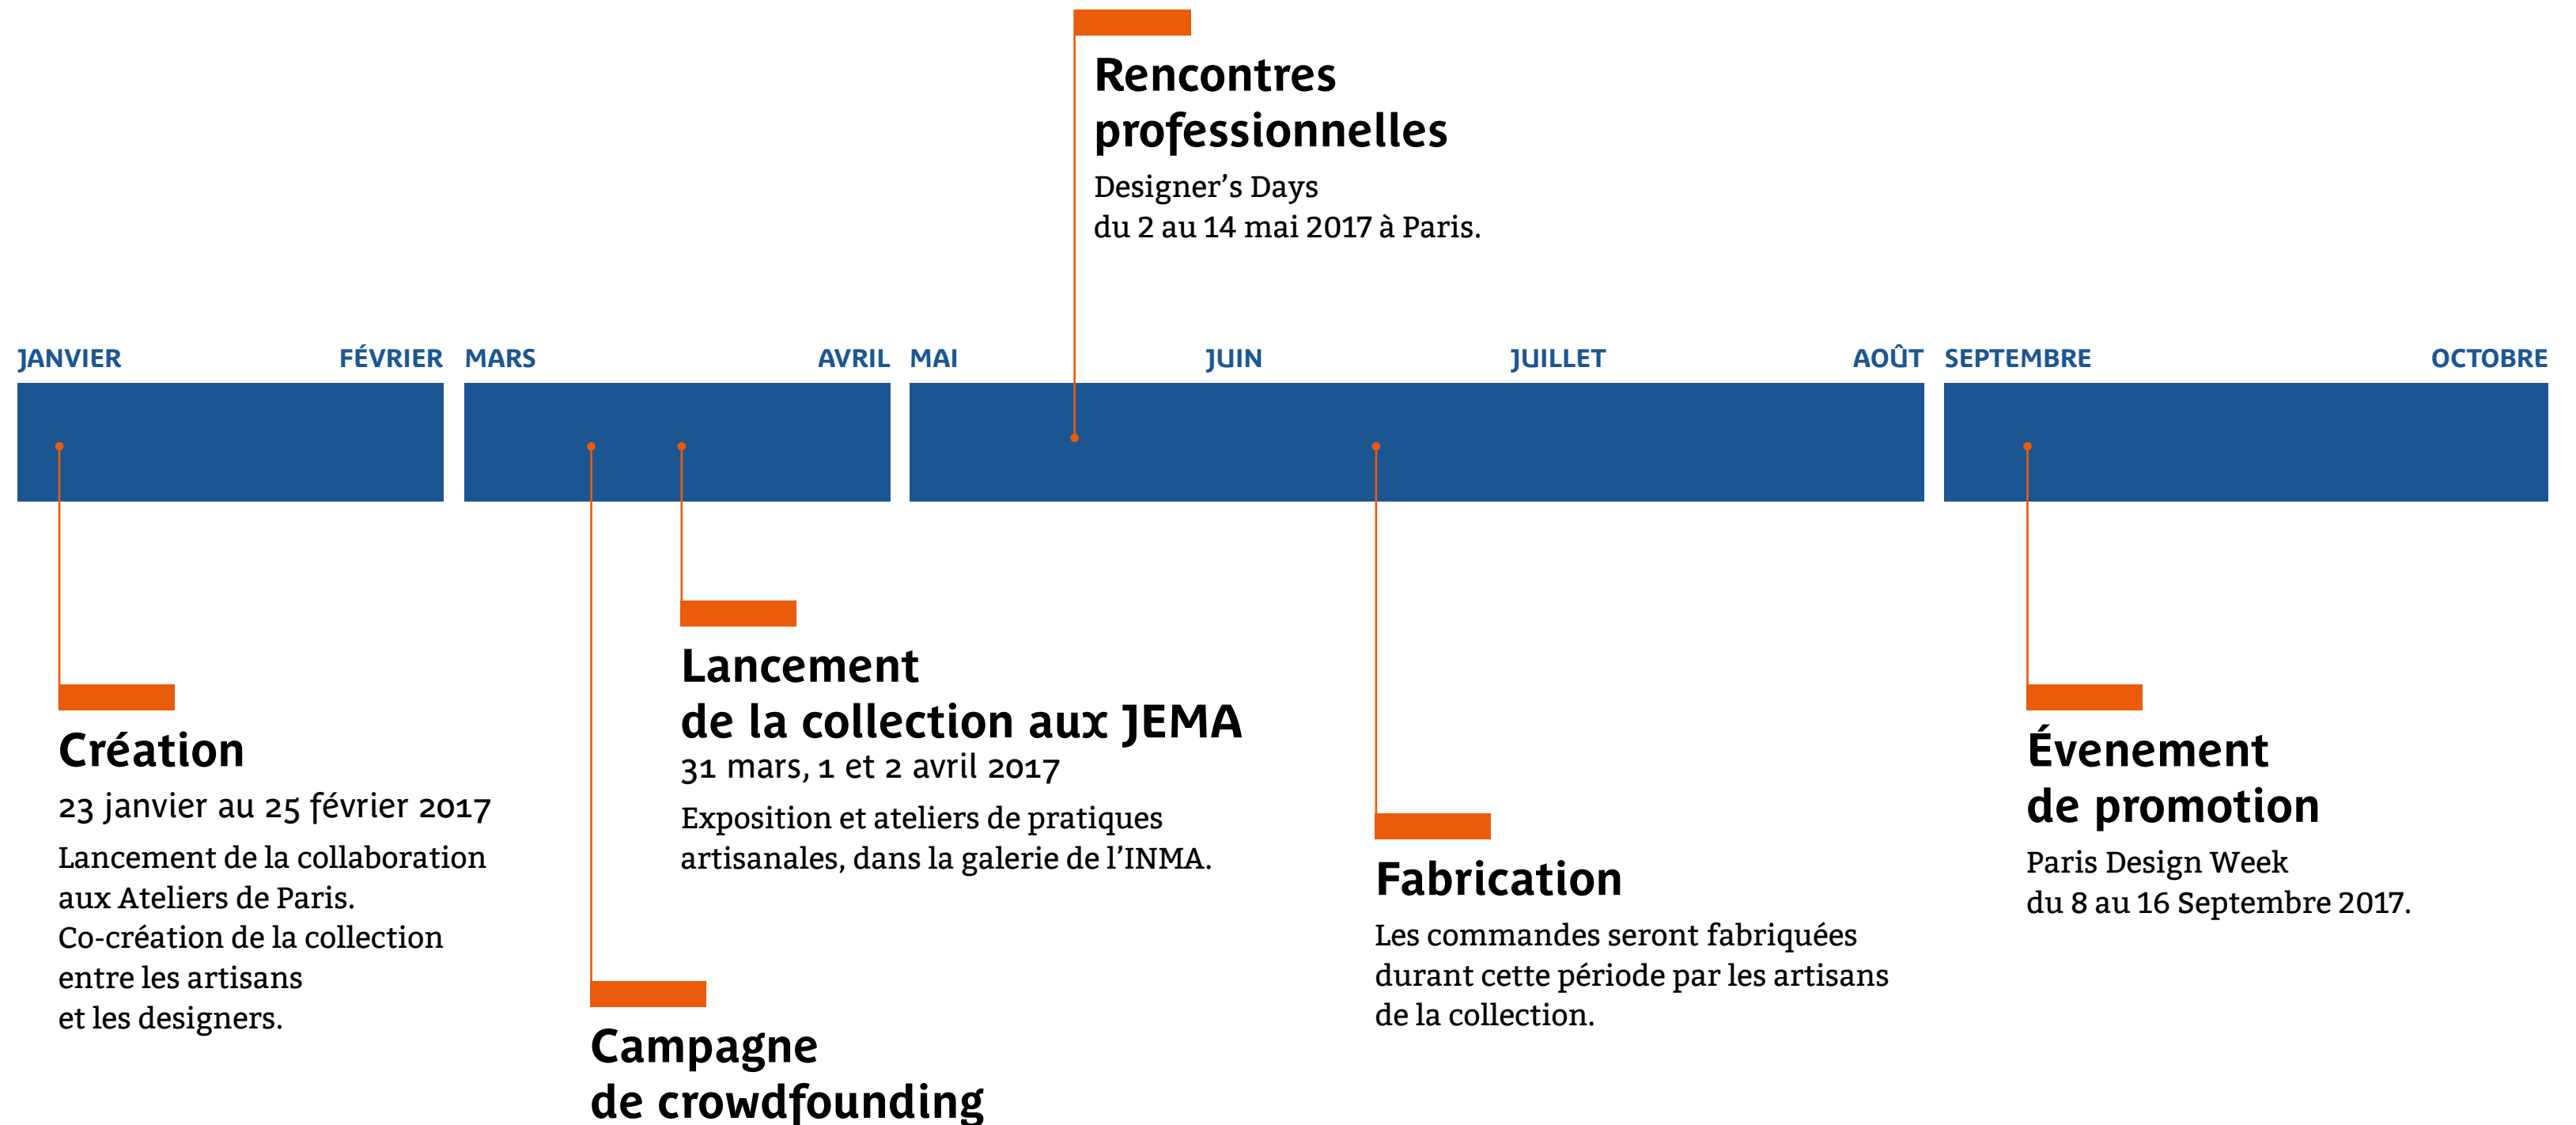 Rencontres
professionnelles
Designer’s Days
du 2 au 14 mai 2017 à Paris.
JANVIER FÉVRIER MARS AVRIL MAI JUIN JUILLET AOÛT SEPTEMBRE OCTOBRE
Création
23 janvier au 25 février 2017
Lancement de la collaboration
aux Ateliers de Paris.
Co-création de la collection
entre les artisans
et les designers.
Campagne
de crowdfounding
Lancement
de la collection aux JEMA
31 mars, 1 et 2 avril 2017
Exposition et ateliers de pratiques
artisanales, dans la galerie de l’INMA.
Fabrication
Les commandes seront fabriquées
durant cette période par les artisans
de la collection.
Évenement
de promotion
Paris Design Week
du 8 au 16 Septembre 2017.